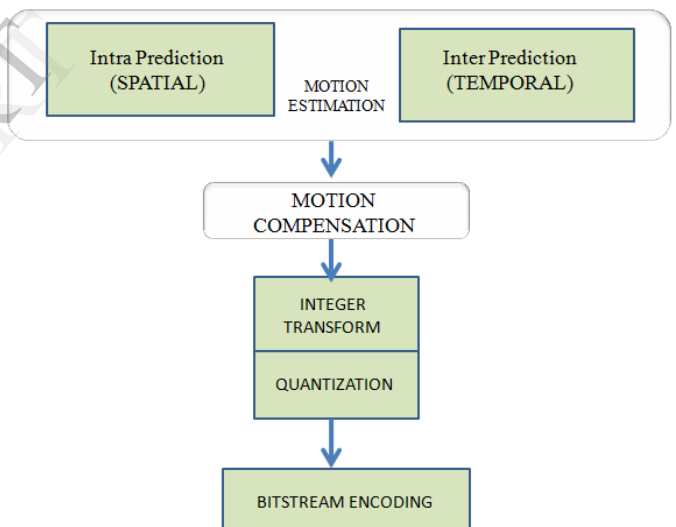 Intra Prediction
(SPATIAL)
MOTION
ESTIMATION
Inter Prediction
(TEMPORAL)
MOTION
COMPENSATION
INTEGER
TRANSFORM
QUANTIZATION
BITSTREAM ENCODING